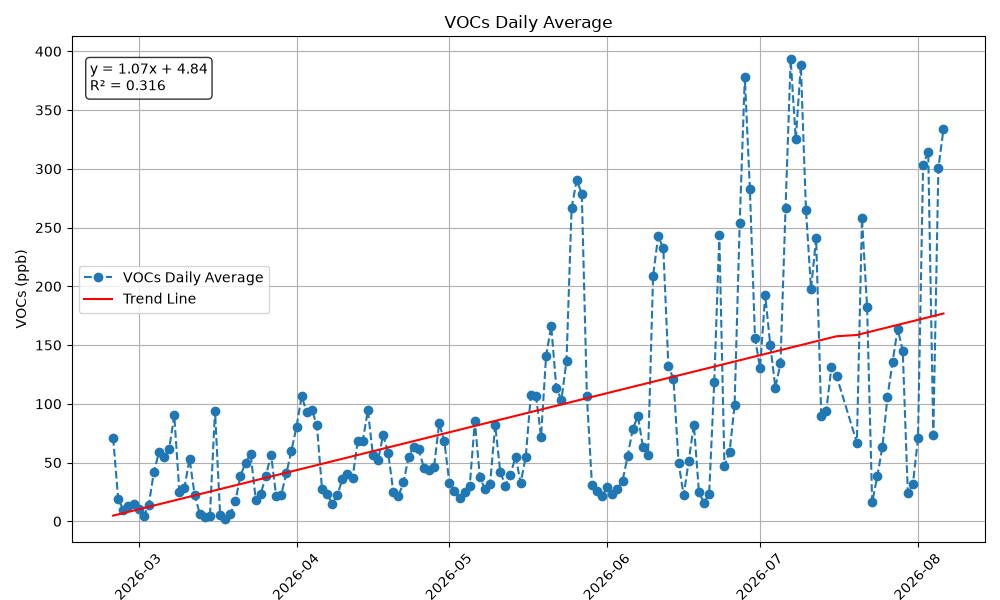 VOCs Daily Average
y = 1.07x + 4.84
R² = 0.316
VOCs (ppb)
400
350
300
250
200
150
100
50
0
VOCs Daily Average
Trend Line
2026-03
2026-04
2026-05
2026-06
2026-07
2026-08